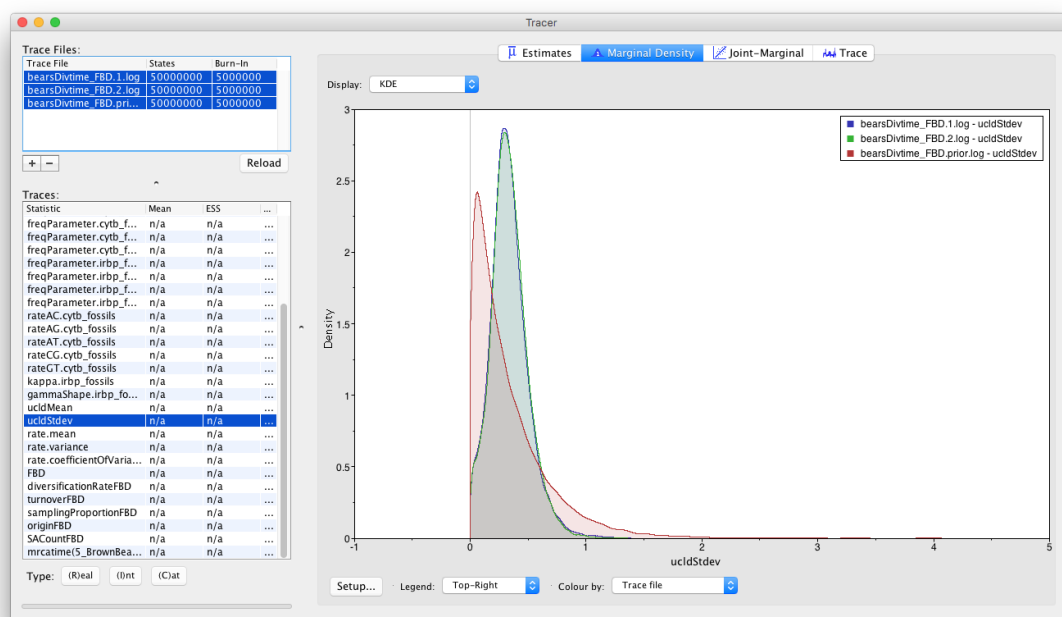 Tracer
Trace Files:
Trace File States Burn-In
bearsDivtime_FBD.1.log 50000000 5000000
bearsDivtime_FBD.2.log 50000000 5000000
bearsDivtime_FBD.pri... 50000000 5000000
+ −
Reload
Traces:
Statistic Mean ESS ...
freqParameter.cytb_f... n/a n/a ...
freqParameter.cytb_f... n/a n/a ...
freqParameter.cytb_f... n/a n/a ...
freqParameter.irbp_f... n/a n/a ...
freqParameter.irbp_f... n/a n/a ...
freqParameter.irbp_f... n/a n/a ...
freqParameter.irbp_f... n/a n/a ...
rateAC.cytb_fossils n/a n/a ...
rateAG.cytb_fossils n/a n/a ...
rateAT.cytb_fossils n/a n/a ...
rateCG.cytb_fossils n/a n/a ...
rateGT.cytb_fossils n/a n/a ...
kappa.irbp_fossils n/a n/a ...
gammaShape.irbp_fo... n/a n/a ...
ucldMean n/a n/a ...
ucldStdev n/a n/a ...
rate.mean n/a n/a ...
rate.variance n/a n/a ...
rate.coefficientOfVaria... n/a n/a ...
FBD n/a n/a ...
diversificationRateFBD n/a n/a ...
turnoverFBD n/a n/a ...
samplingProportionFBD n/a n/a ...
originFBD n/a n/a ...
SACountFBD n/a n/a ...
mrcatime(5_BrownBea... n/a n/a ...
Type: (R)eal (I)nt (C)at
Estimates Marginal Density Joint-Marginal Trace
Display: KDE
bearsDivtime_FBD.1.log - ucldStdev
bearsDivtime_FBD.2.log - ucldStdev
bearsDivtime_FBD.prior.log - ucldStdev
3
2.5
2
1.5
1
0.5
0
Density
-1 0 1 2 3 4 5
ucldStdev
Setup... Legend: Top-Right Colour by: Trace file